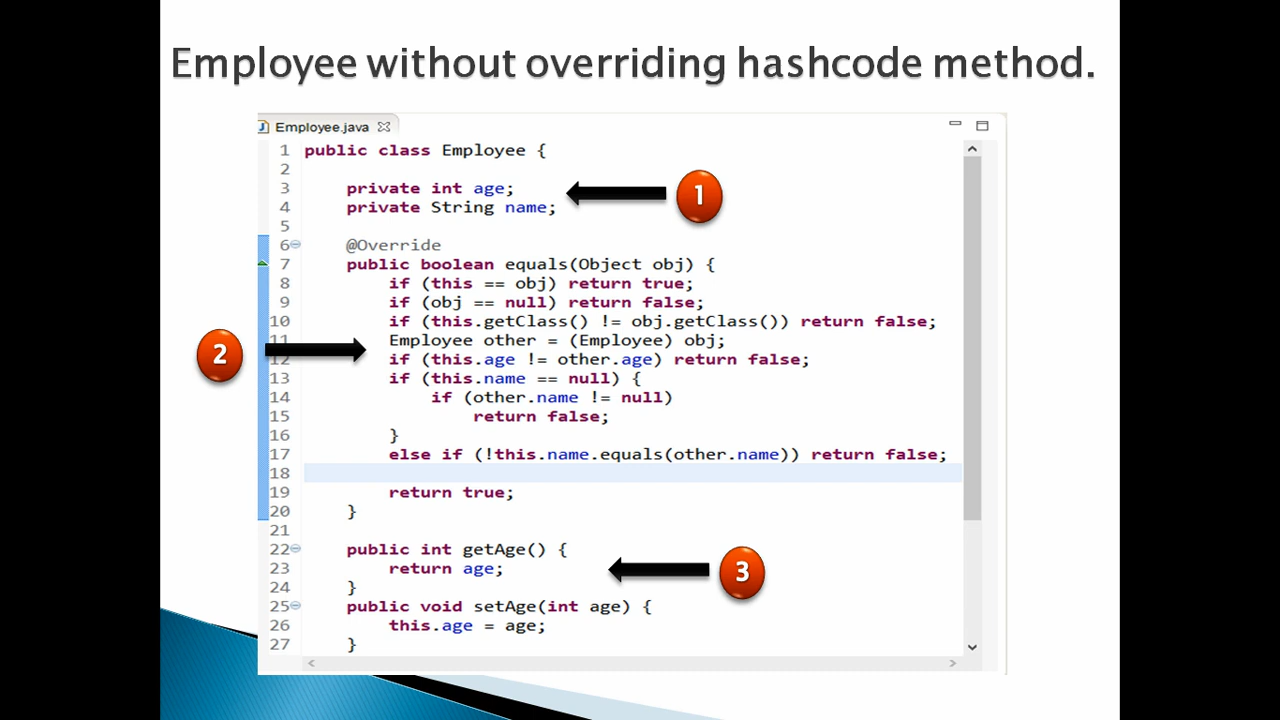 Employee without overriding hashcode method.
Employee.java
1 public class Employee {
2
3 private int age;
1
4 private String name;
5
6 @Override
7 public boolean equals(Object obj) {
8 if (this == obj) return true;
9 if (obj == null) return false;
10 if (this.getClass() != obj.getClass()) return false;
11 Employee other = (Employee) obj;
2
12 if (this.age != other.age) return false;
13 if (this.name == null) {
14 if (other.name != null)
15 return false;
16 }
17 else if (!this.name.equals(other.name)) return false;
18
19 return true;
20 }
21
22 public int getAge() {
23 return age;
3
24 }
25 public void setAge(int age) {
26 this.age = age;
27 }